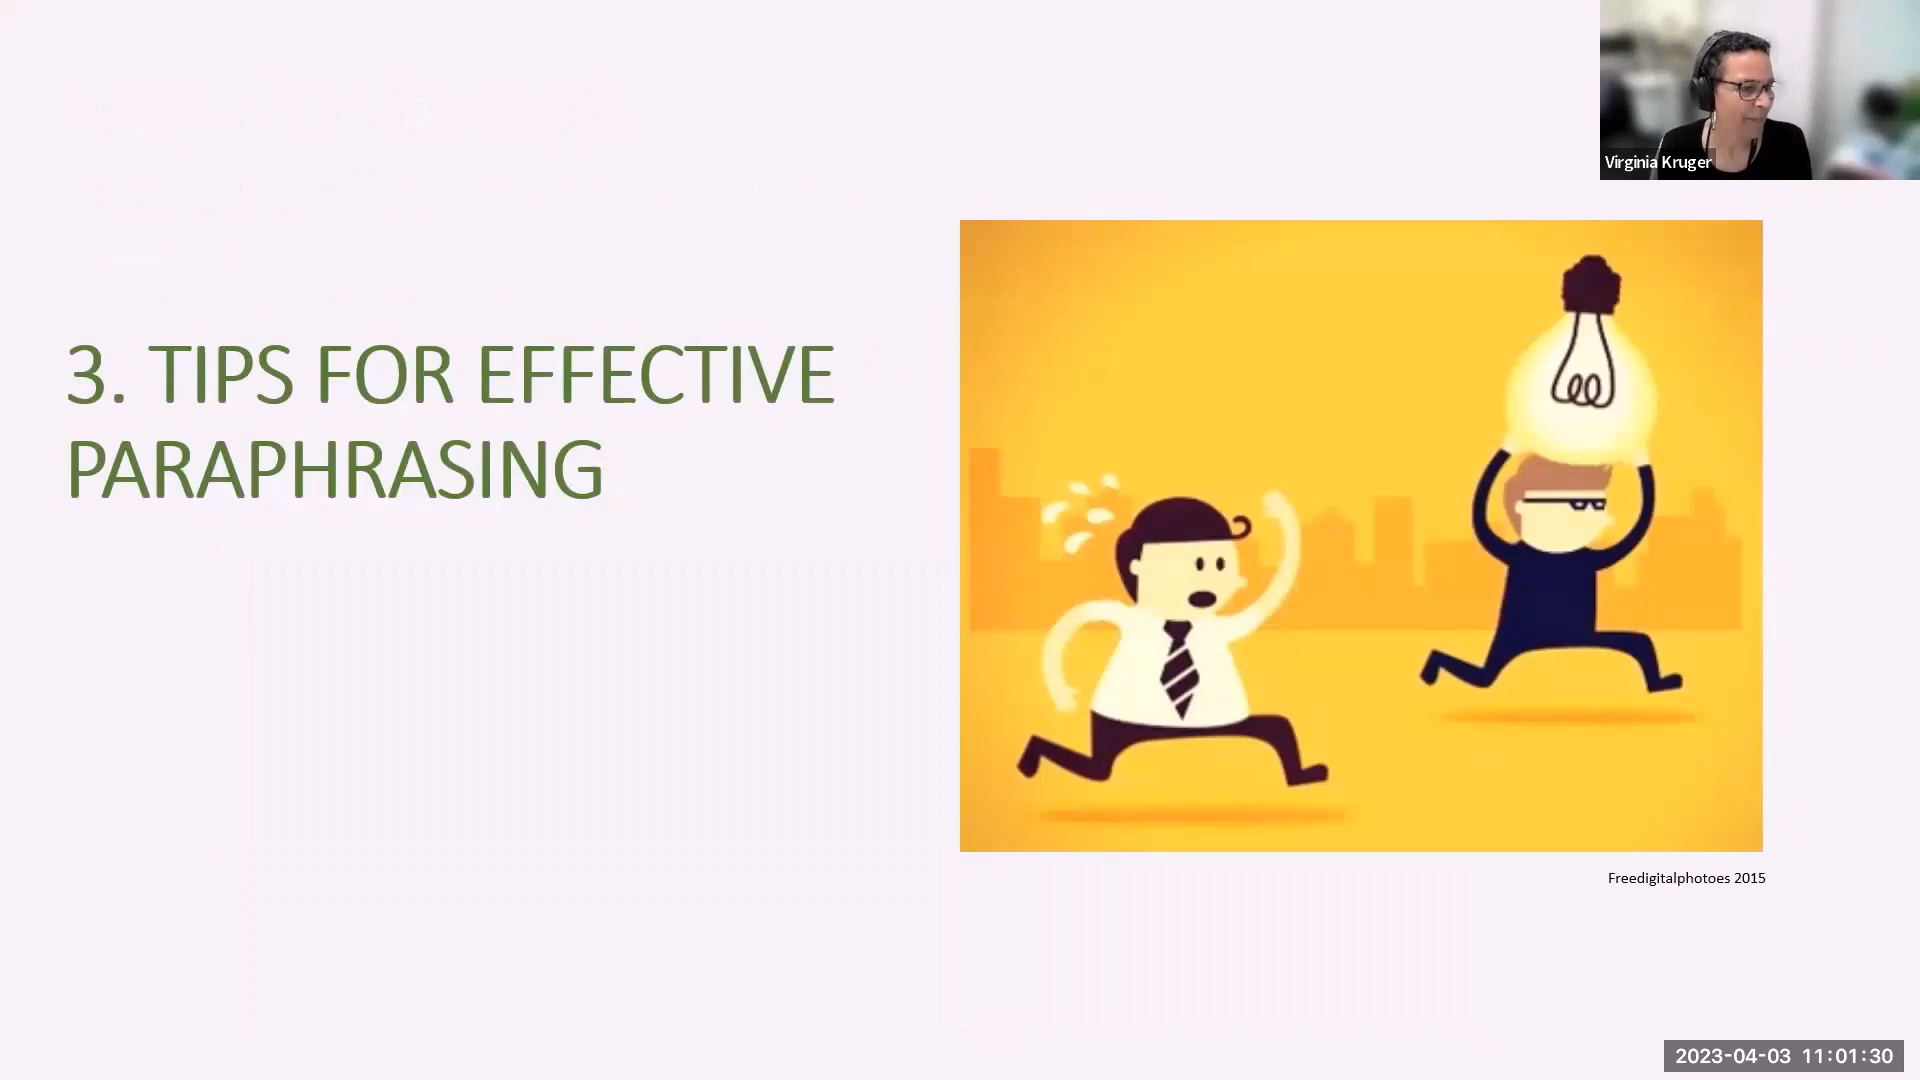 Virginia Kruger
3. TIPS FOR EFFECTIVE
PARAPHRASING
Freedigitalphotoes 2015
2023-04-03 11:01:30